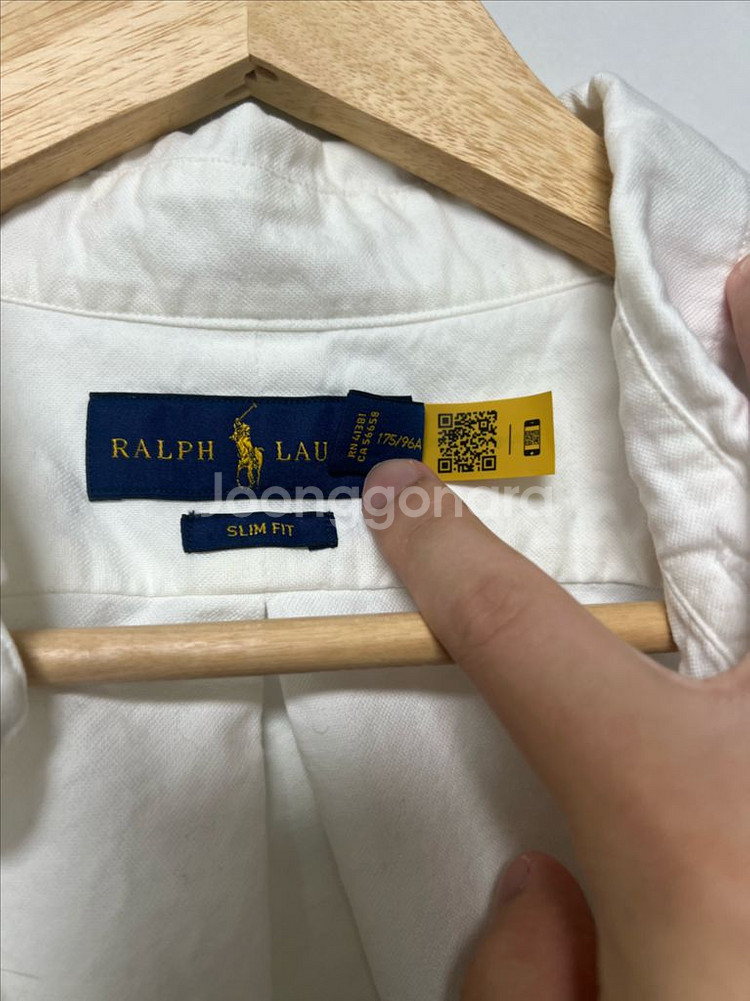 RALPH LAU
RN 41381
CA 56658
175/96A
SLIM FIT
Joonggonara